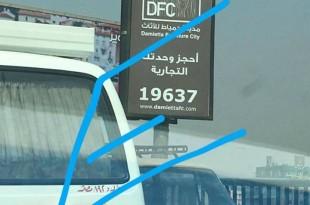 DFC
مدينة دمياط للأثاث
Damietta Furniture City
أحجز وحدتك
التجارية
19637
www.damiettafc.com